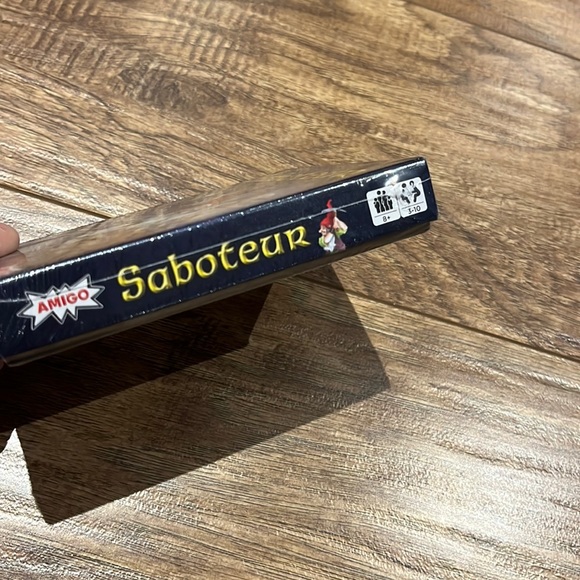 AMIGO
Saboteur
8+
3-10